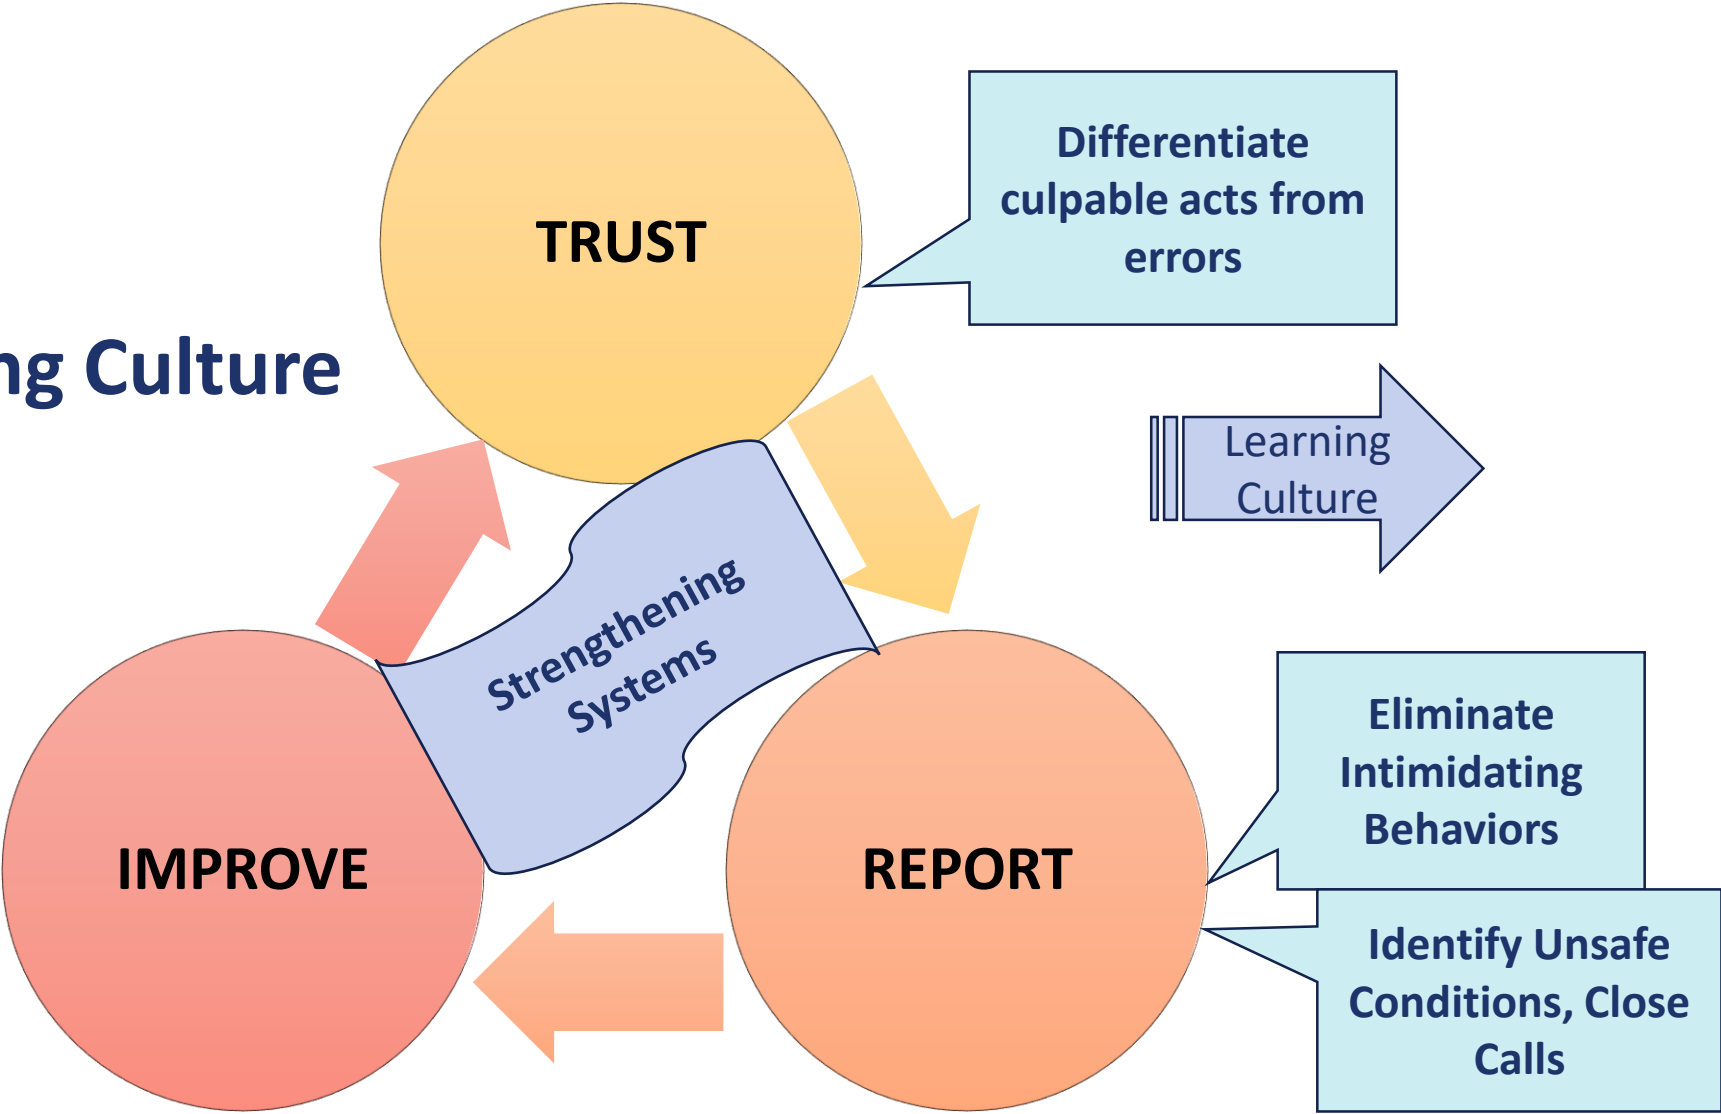 TRUST
Differentiate
culpable acts from
errors
ng Culture
Learning
Culture
Strengthening
Systems
IMPROVE
REPORT
Eliminate
Intimidating
Behaviors
Identify Unsafe
Conditions, Close
Calls